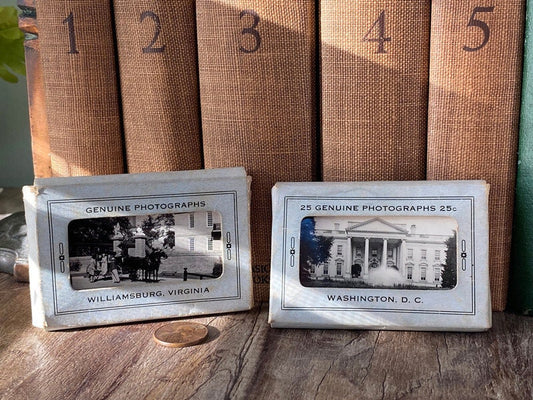 1 2 3 4 5
GENUINE PHOTOGRAPHS
WILLIAMSBURG, VIRGINIA
25 GENUINE PHOTOGRAPHS 25c
WASHINGTON, D. C.